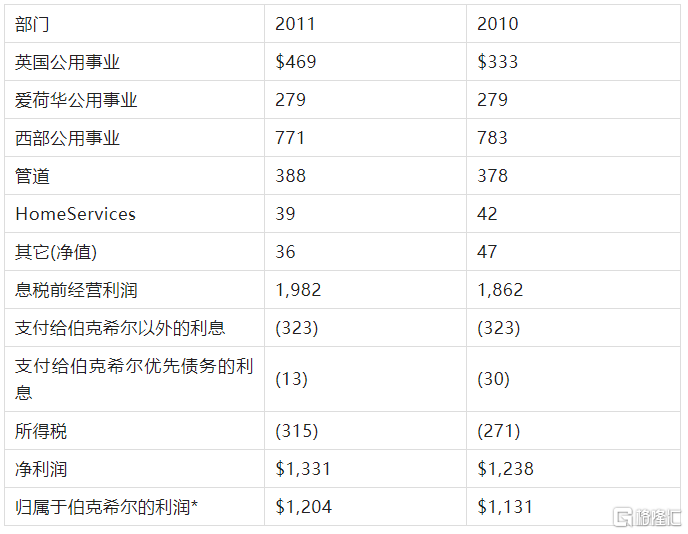 部门 2011 2010
英国公用事业 $469 $333
爱荷华公用事业 279 279
西部公用事业 771 783
管道 388 378
HomeServices 39 42
其它(净值) 36 47
息税前经营利润 1,982 1,862
支付给伯克希尔以外的利息 (323) (323)
支付给伯克希尔优先债务的利
息 (13) (30)
所得税 (315) (271)
净利润 $1,331 $1,238
归属于伯克希尔的利润* $1,204 $1,131
格隆汇